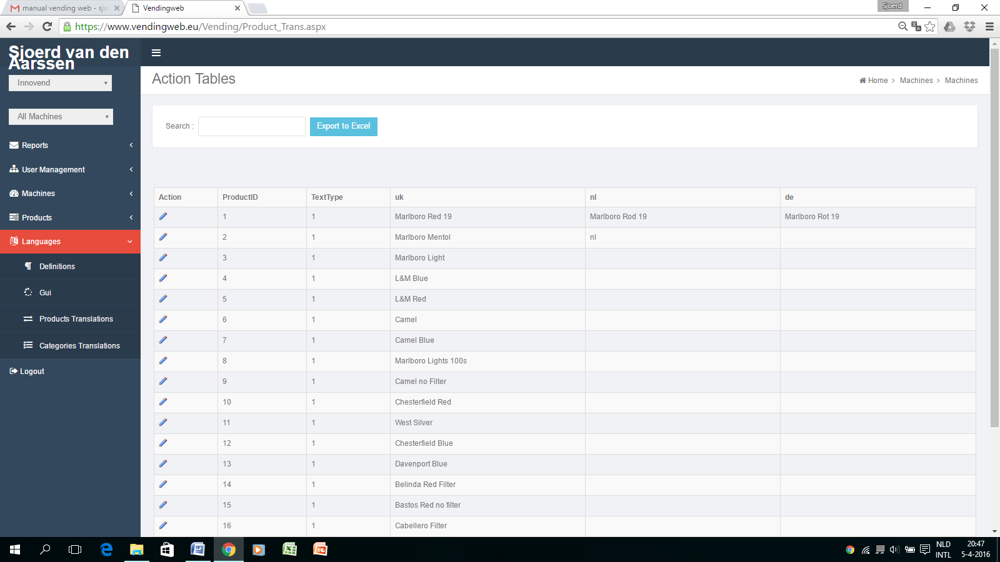 manual vending web - sjw
Vendingweb
Sjoerd
https://www.vendingweb.eu/Vending/Product_Trans.aspx
Sjoerd van den
Aarssen
Innovend
All Machines
Reports
User Management
Machines
Products
Languages
Definitions
Gui
Products Translations
Categories Translations
Logout
Action Tables
Home > Machines > Machines
Search :
Export to Excel
Action ProductID TextType uk nl de
1 1 Marlboro Red 19 Marlboro Rod 19 Marlboro Rot 19
2 1 Marlboro Mentol nl
3 1 Marlboro Light
4 1 L&M Blue
5 1 L&M Red
6 1 Camel
7 1 Camel Blue
8 1 Marlboro Lights 100s
9 1 Camel no Filter
10 1 Chesterfield Red
11 1 West Silver
12 1 Chesterfield Blue
13 1 Davenport Blue
14 1 Belinda Red Filter
15 1 Bastos Red no filter
16 1 Cabellero Filter
NLD
INTL
20:47
5-4-2016